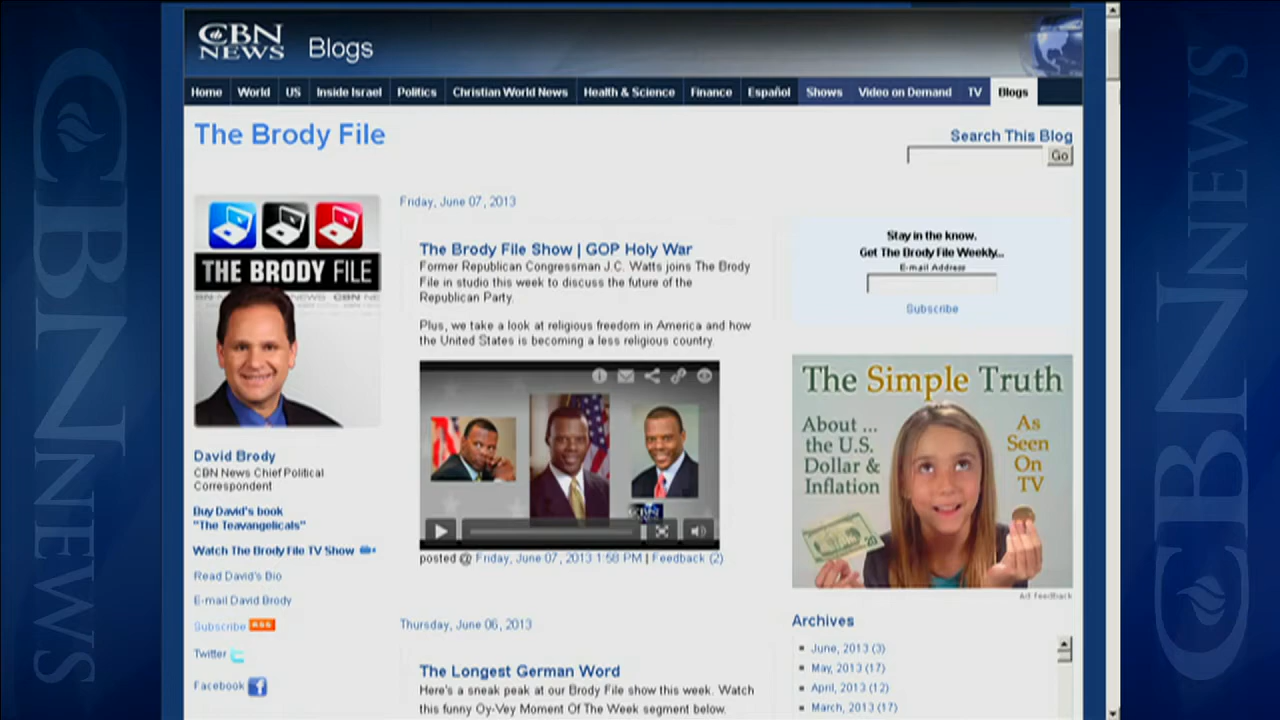 CBN NEWS
CBN NEWS
CBN NEWS Blogs
Home World US Inside Israel Politics Christian World News Health & Science Finance Español Shows Video on Demand TV Blogs
The Brody File
Search This Blog
Go
THE BRODY FILE
CBN NEWS
David Brody
CBN News Chief Political
Correspondent
Buy David's book
"The Teavangelicals"
Watch The Brody File TV Show
Read David's Bio
E-mail David Brody
Subscribe RSS
Twitter
Facebook
Friday, June 07, 2013
The Brody File Show | GOP Holy War
Former Republican Congressman J.C. Watts joins The Brody
File in studio this week to discuss the future of the
Republican Party.
Plus, we take a look at religious freedom in America and how
the United States is becoming a less religious country.
posted @ Friday, June 07, 2013 1:58 PM | Feedback (2)
Thursday, June 06, 2013
The Longest German Word
Here's a sneak peak at our Brody File show this week. Watch
this funny Oy-Vey Moment Of The Week segment below.
Stay in the know.
Get The Brody File Weekly...
E-mail Address
Subscribe
The Simple Truth
About ...
the U.S.
Dollar &
Inflation
As
Seen
On
TV
Ad Feedback
Archives
June, 2013 (3)
May, 2013 (17)
April, 2013 (12)
March, 2013 (17)